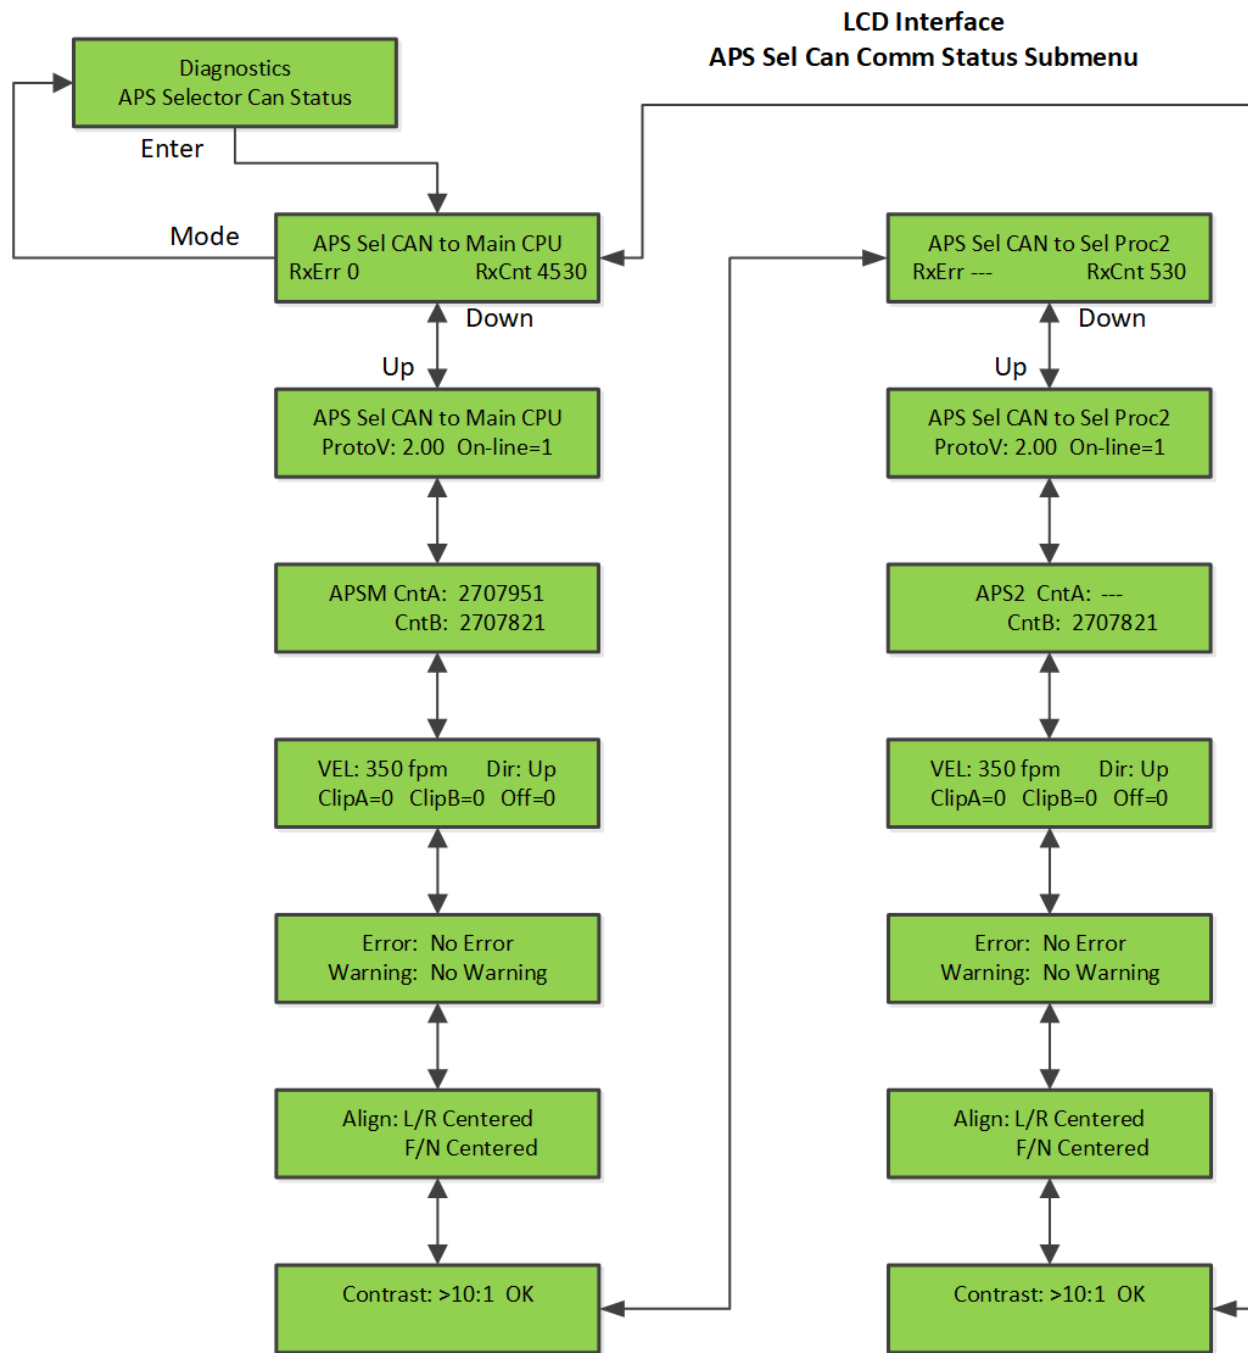 LCD Interface
APS Sel Can Comm Status Submenu
Diagnostics
APS Selector Can Status
Enter
Mode
APS Sel CAN to Main CPU
RxErr 0 RxCnt 4530
Down
Up
APS Sel CAN to Main CPU
ProtoV: 2.00 On-line=1
APSM CntA: 2707951
CntB: 2707821
VEL: 350 fpm Dir: Up
ClipA=0 ClipB=0 Off=0
Error: No Error
Warning: No Warning
Align: L/R Centered
F/N Centered
Contrast: >10:1 OK
APS Sel CAN to Sel Proc2
RxErr --- RxCnt 530
Down
Up
APS Sel CAN to Sel Proc2
ProtoV: 2.00 On-line=1
APS2 CntA: ---
CntB: 2707821
VEL: 350 fpm Dir: Up
ClipA=0 ClipB=0 Off=0
Error: No Error
Warning: No Warning
Align: L/R Centered
F/N Centered
Contrast: >10:1 OK